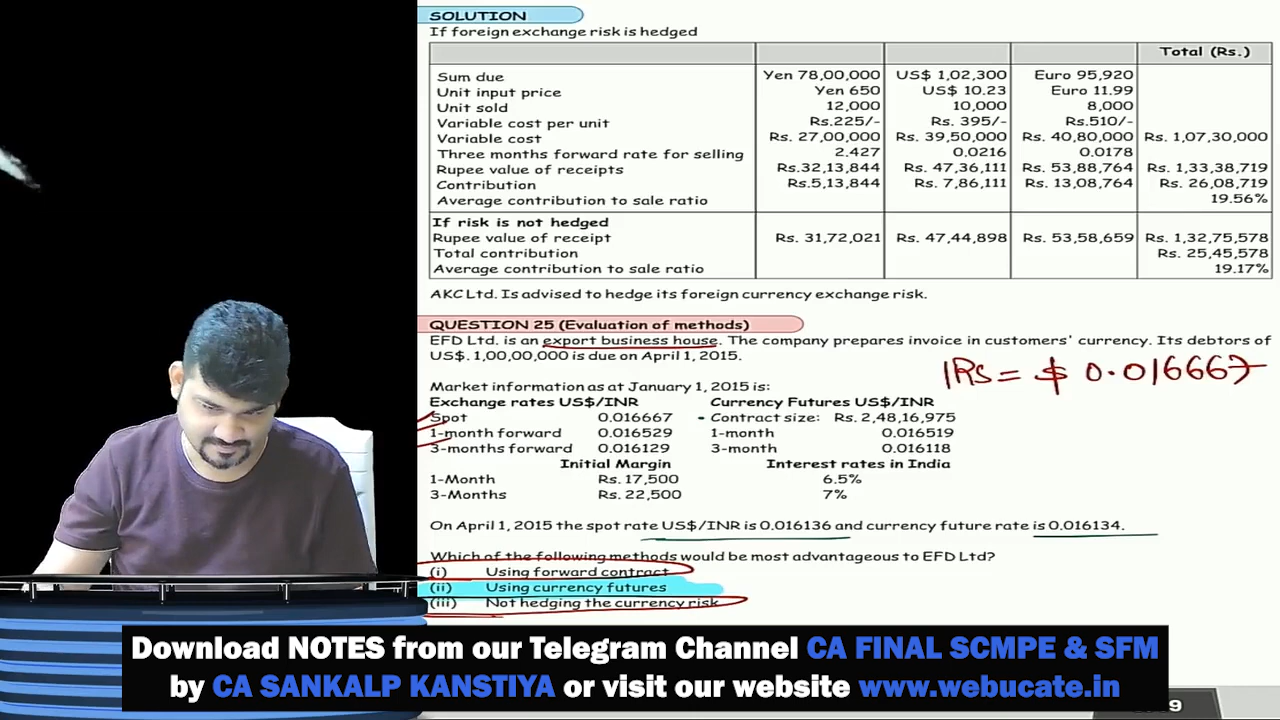 SOLUTION
If foreign exchange risk is hedged
Total (Rs.)
Sum due Yen 78,00,000 US$ 1,02,300 Euro 95,920
Unit input price Yen 650 US$ 10.23 Euro 11.99
Unit sold 12,000 10,000 8,000
Variable cost per unit Rs.225/- Rs. 395/- Rs.510/-
Variable cost Rs. 27,00,000 Rs. 39,50,000 Rs. 40,80,000 Rs. 1,07,30,000
Three months forward rate for selling 2.427 0.0216 0.0178
Rupee value of receipts Rs.32,13,844 Rs. 47,36,111 Rs. 53,88,764 Rs. 1,33,38,719
Contribution Rs.5,13,844 Rs. 7,86,111 Rs. 13,08,764 Rs. 26,08,719
Average contribution to sale ratio 19.56%
If risk is not hedged
Rupee value of receipt Rs. 31,72,021 Rs. 47,44,898 Rs. 53,58,659 Rs. 1,32,75,578
Total contribution Rs. 25,45,578
Average contribution to sale ratio 19.17%
AKC Ltd. Is advised to hedge its foreign currency exchange risk.
QUESTION 25 (Evaluation of methods)
EFD Ltd. is an export business house. The company prepares invoice in customers' currency. Its debtors of
US$. 1,00,00,000 is due on April 1, 2015.
1Rs = $ 0.016667
Market information as at January 1, 2015 is:
Exchange rates US$/INR Currency Futures US$/INR
Spot 0.016667 Contract size: Rs. 2,48,16,975
1-month forward 0.016529 1-month 0.016519
3-months forward 0.016129 3-month 0.016118
Initial Margin Interest rates in India
1-Month Rs. 17,500 6.5%
3-Months Rs. 22,500 7%
On April 1, 2015 the spot rate US$/INR is 0.016136 and currency future rate is 0.016134.
Which of the following methods would be most advantageous to EFD Ltd?
(i) Using forward contract
(ii) Using currency futures
(iii) Not hedging the currency risk
Download NOTES from our Telegram Channel CA FINAL SCMPE & SFM
by CA SANKALP KANSTIYA or visit our website www.webucate.in